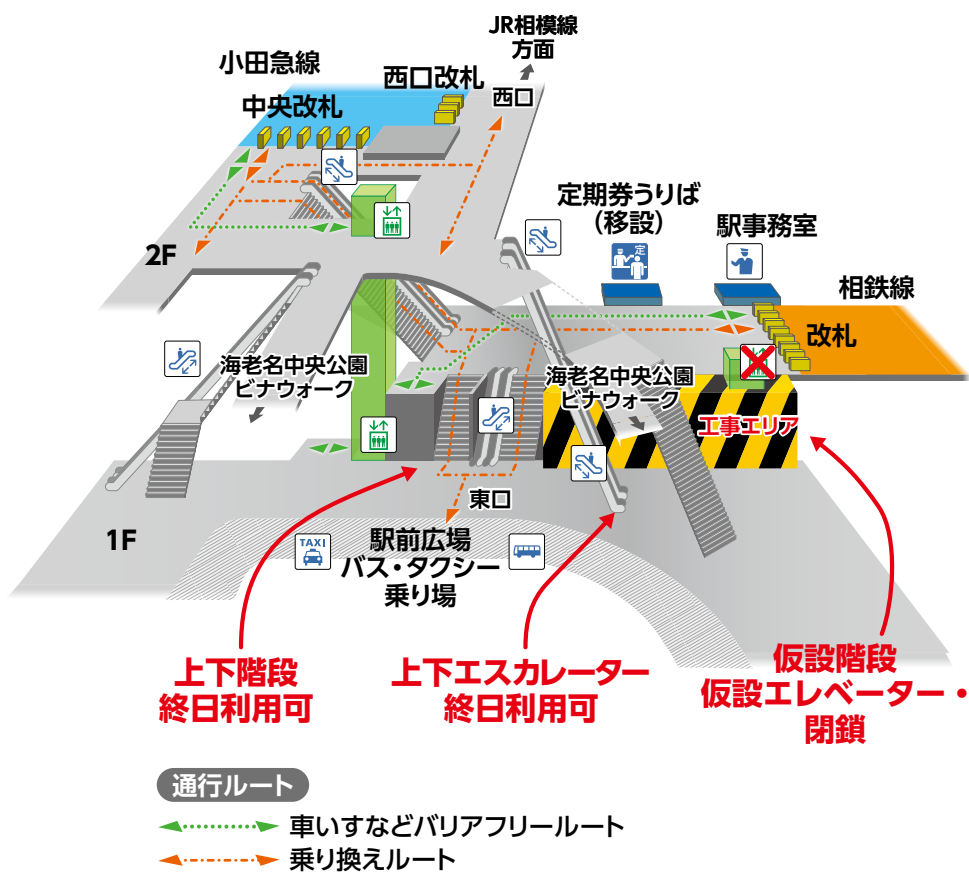 JR相模線
方面
小田急線
西口改札
西口
中央改札
定期券うりば
(移設)
駅事務室
定
2F
相鉄線
改札
海老名中央公園
ビナウォーク
海老名中央公園
ビナウォーク
工事エリア
東口
1F
TAXI
駅前広場
バス・タクシー
乗り場
上下階段
終日利用可
上下エスカレーター
終日利用可
仮設階段
仮設エレベーター・
閉鎖
通行ルート
車いすなどバリアフリールート
乗り換えルート